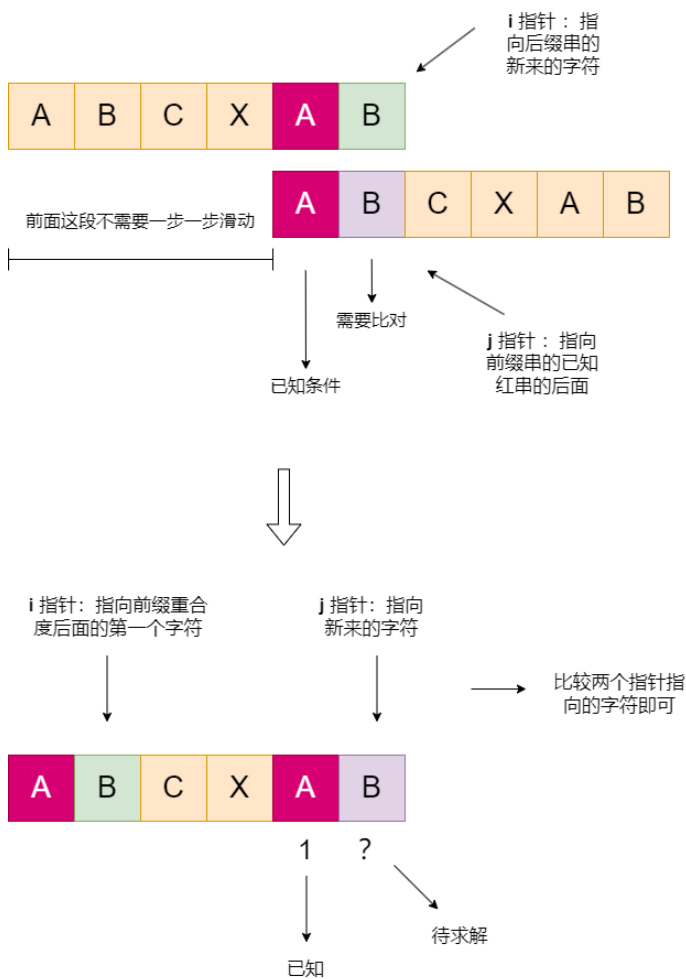 i 指针 ：指
向后缀串的
新来的字符
A B C X A B
A B C X A B
前面这段不需要一步一步滑动
需要比对
已知条件
j 指针 ：指向
前缀串的已知
红串的后面
i 指针：指向前缀重合
度后面的第一个字符
j 指针：指向
新来的字符
比较两个指针指
向的字符即可
A B C X A B
1 ?
待求解
已知